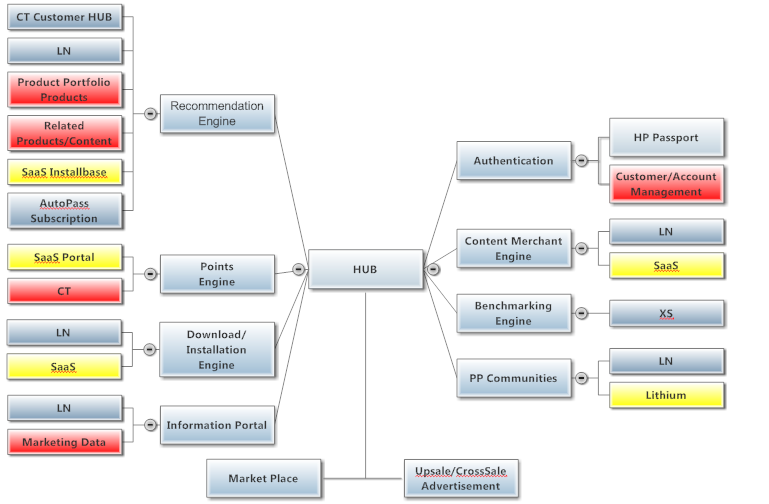 CT Customer HUB
LN
Product Portfolio
Products
Related
Products/Content
SaaS Installbase
AutoPass
Subscription
Recommendation
Engine
SaaS Portal
CT
Points
Engine
LN
SaaS
Download/
Installation
Engine
LN
Marketing Data
Information Portal
HUB
Market Place
Upsale/CrossSale
Advertisement
Authentication
HP Passport
Customer/Account
Management
Content Merchant
Engine
LN
SaaS
Benchmarking
Engine
XS
PP Communities
LN
Lithium